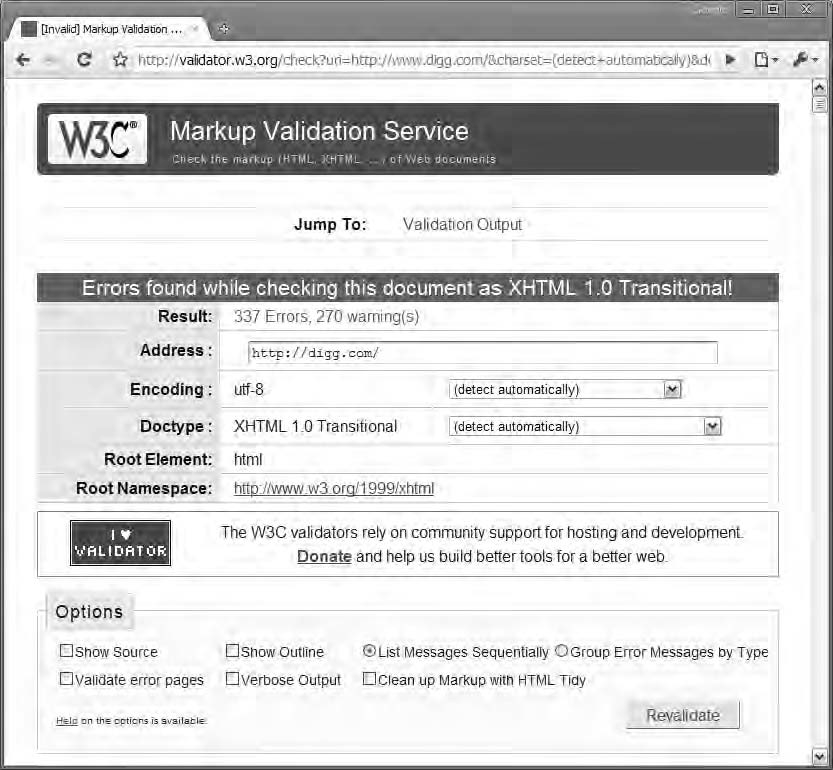 [Invalid] Markup Validation ...
http://validator.w3.org/check?uri=http://www.digg.com/&charset=(detect+automatically)&d
W3C®
Markup Validation Service
Check the markup (HTML, XHTML, ...) of Web documents
Jump To: Validation Output
Errors found while checking this document as XHTML 1.0 Transitional!
Result: 337 Errors, 270 warning(s)
Address : http://digg.com/
Encoding : utf-8 (detect automatically)
Doctype : XHTML 1.0 Transitional (detect automatically)
Root Element: html
Root Namespace: http://www.w3.org/1999/xhtml
I ♥
VALIDATOR
The W3C validators rely on community support for hosting and development.
Donate and help us build better tools for a better web.
Options
Show Source Show Outline List Messages Sequentially Group Error Messages by Type
Validate error pages Verbose Output Clean up Markup with HTML Tidy
Help on the options is available.
Revalidate